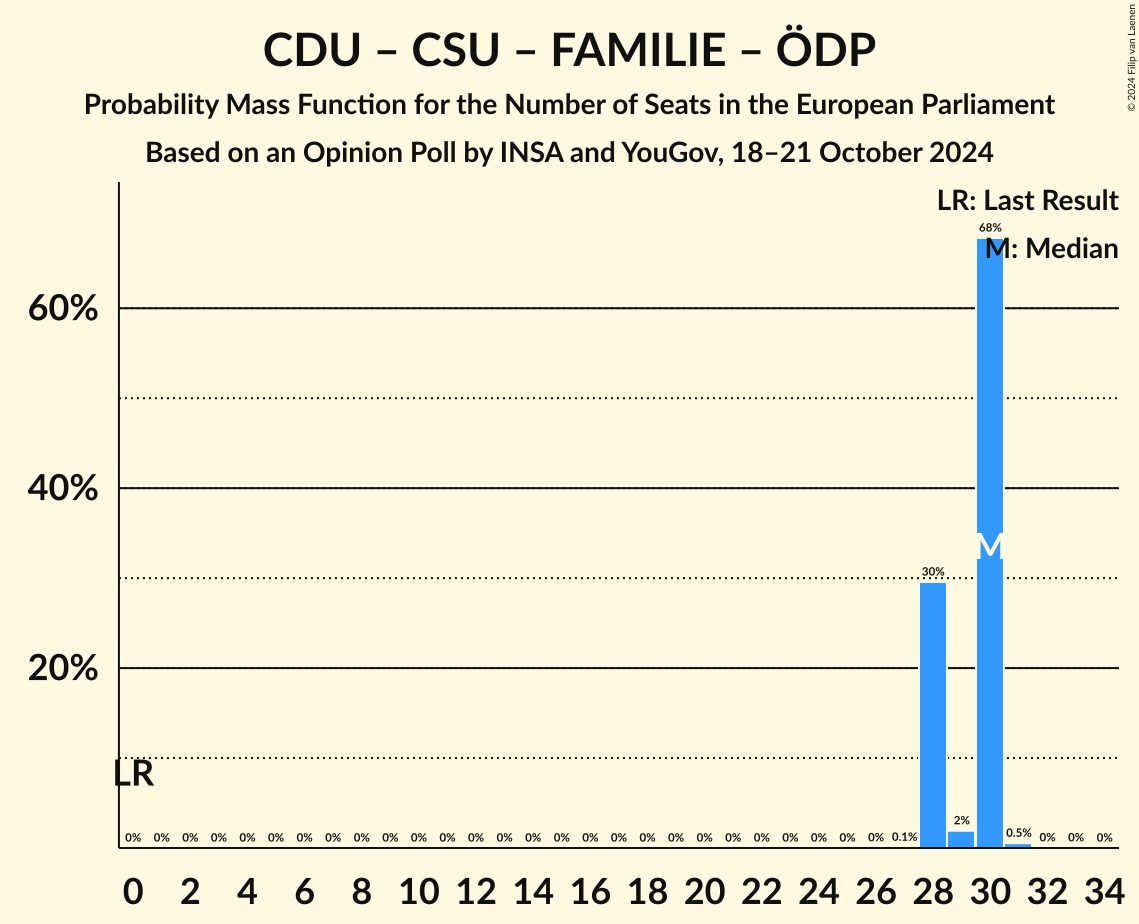 CDU – CSU – FAMILIE – ÖDP
Probability Mass Function for the Number of Seats in the European Parliament
Based on an Opinion Poll by INSA and YouGov, 18–21 October 2024
© 2024 Filip van Laenen
LR: Last Result
M: Median
68%
60%
40%
M
30%
20%
LR
0% 0% 0% 0% 0% 0% 0% 0% 0% 0% 0% 0% 0% 0% 0% 0% 0% 0% 0% 0% 0% 0% 0% 0% 0% 0% 0% 0.1% 2% 0.5% 0% 0% 0%
0 2 4 6 8 10 12 14 16 18 20 22 24 26 28 30 32 34